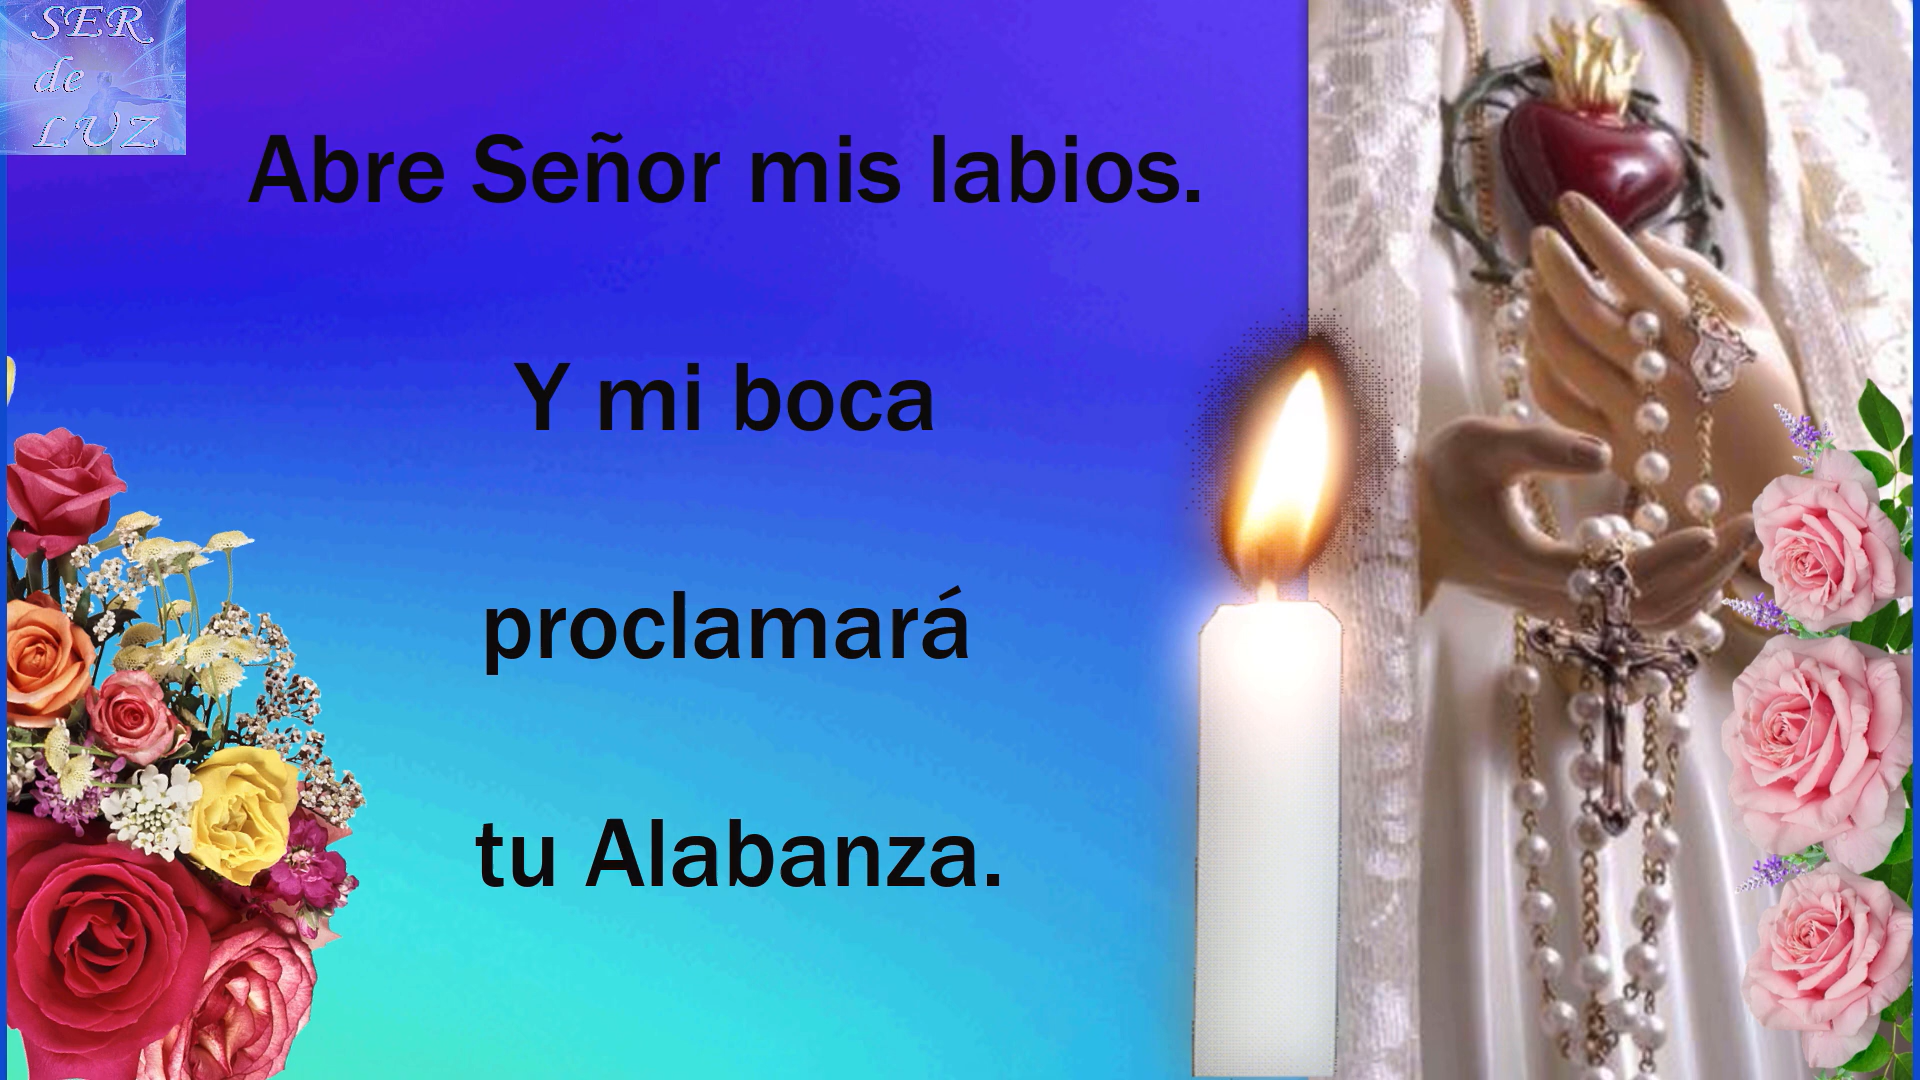 SER
de
LUZ
Abre Señor mis labios.
Y mi boca
proclamará
tu Alabanza.